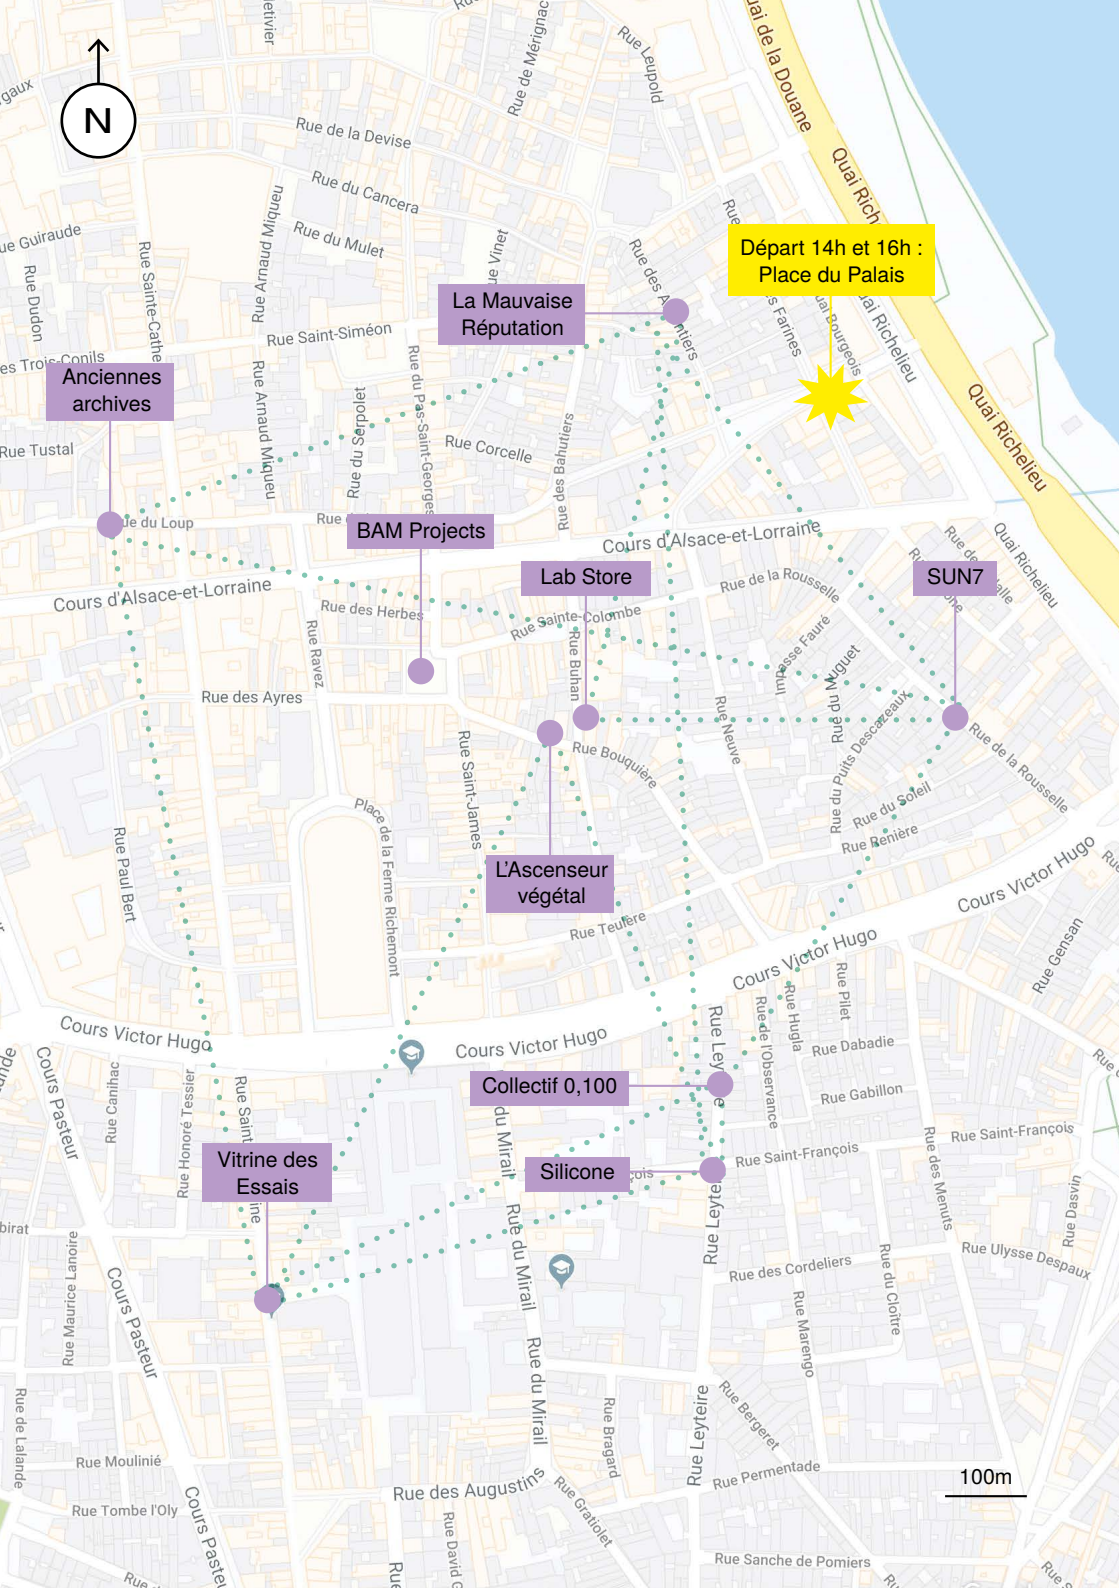 Rue de Mérignac
Rue Leupold
Quai de la Douane
N
Rue de la Devise
Rue du Cancera
Rue du Mulet
Rue Arnaud Miqueu
Rue Sainte-Cathe
Rue Dudon
Quai Rich
Départ 14h et 16h :
Place du Palais
La Mauvaise
Réputation
Rue Saint-Siméon
Quai Richelieu
Anciennes
archives
Rue Tustal
Rue Arnaud Miqueu
Rue du Serpolet
Rue du Pas-Saint-Georges
Rue Corcelle
Rue des Bahutiers
Quai Richelieu
BAM Projects
Cours d'Alsace-et-Lorraine
Quai Richelieu
Lab Store
SUN7
Rue de la Rousselle
Cours d'Alsace-et-Lorraine
Rue des Herbes
Rue Sainte-Colombe
Rue Ravez
Rue Buhan
Rue du Muguet
Rue des Ayres
Rue Neuve
Rue du Puits Descazeaux
Rue Bouquière
Rue de la Rousselle
Rue Saint-James
Rue du Soleil
Rue Renière
Place de la Ferme Richemont
Rue Paul Bert
L'Ascenseur
végétal
Cours Victor Hugo
Rue Teulère
Cours Victor Hugo
Rue Gensan
Rue Pilet
Rue Hugla
Rue de l'Observance
Cours Victor Hugo
Cours Victor Hugo
Rue Dabadie
Cours Pasteur
Rue Canihac
Rue Honoré Tessier
Collectif 0,100
Rue Gabillon
Rue Saint-François
Rue Saint-François
Vitrine des
Essais
Silicone
Rue des Menuts
Rue Dasvin
Rue du Mirail
Rue Ulysse Despaux
Rue des Cordeliers
Rue du Cloître
Rue Maurice Lanoire
Cours Pasteur
Rue Marengo
Rue du Mirail
Rue de Lalande
Rue Bragard
Rue Leyteire
Rue Bergeret
Rue Moulinié
Rue Permentade
100m
Rue des Augustins
Rue Tombe l'Oly
Rue Gratiolet
Cours Pasteu
Rue David G
Rue Sanche de Pomiers